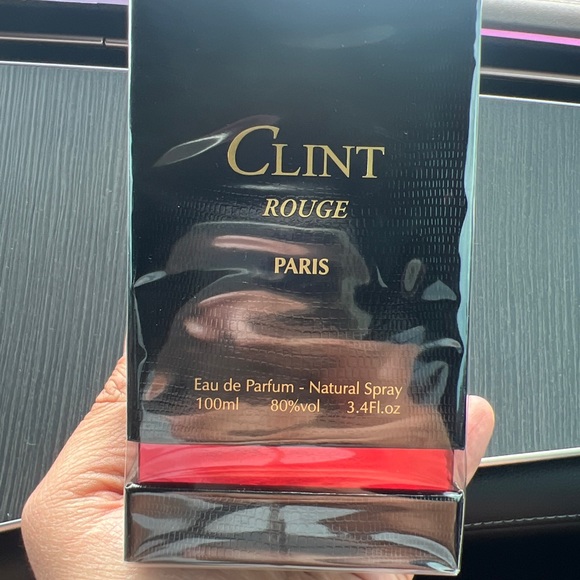 CLINT
ROUGE
PARIS
Eau de Parfum - Natural Spray
100ml 80%vol 3.4Fl.oz